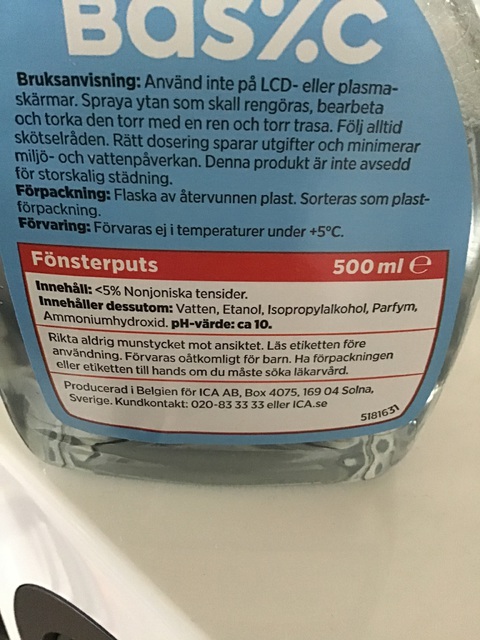 Bas%c
Bruksanvisning: Använd inte på LCD- eller plasma-
skärmar. Spraya ytan som skall rengöras, bearbeta
och torka den torr med en ren och torr trasa. Följ alltid
skötselråden. Rätt dosering sparar utgifter och minimerar
miljö- och vattenpåverkan. Denna produkt är inte avsedd
för storskalig städning.
Förpackning: Flaska av återvunnen plast. Sorteras som plast-
förpackning.
Förvaring: Förvaras ej i temperaturer under +5°C.
Fönsterputs 500 ml ℮
Innehåll: <5% Nonjoniska tensider.
Innehåller dessutom: Vatten, Etanol, Isopropylalkohol, Parfym,
Ammoniumhydroxid. pH-värde: ca 10.
Rikta aldrig munstycket mot ansiktet. Läs etiketten före
användning. Förvaras oåtkomligt för barn. Ha förpackningen
eller etiketten till hands om du måste söka läkarvård.
Producerad i Belgien för ICA AB, Box 4075, 169 04 Solna,
Sverige. Kundkontakt: 020-83 33 33 eller ICA.se
5181631